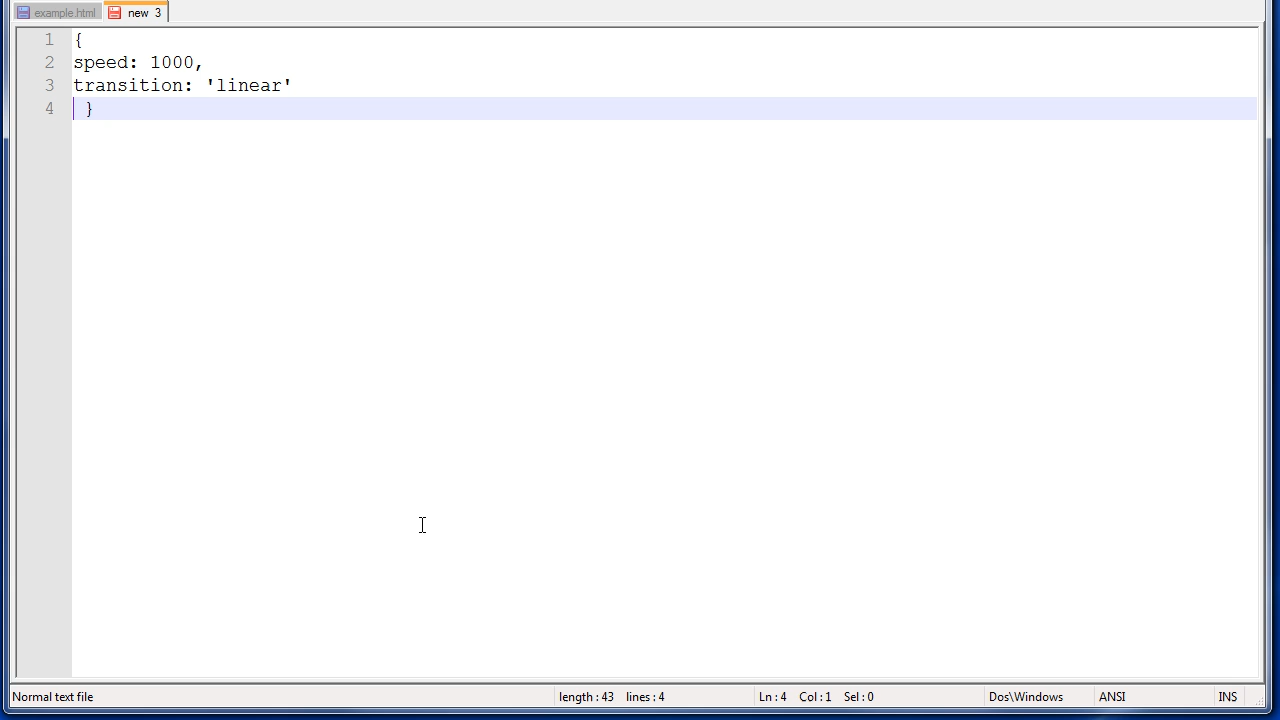 example.html new 3
1 {
2 speed: 1000,
3 transition: 'linear'
4 }
Normal text file length : 43 lines : 4 Ln : 4 Col : 1 Sel : 0 Dos\Windows ANSI INS